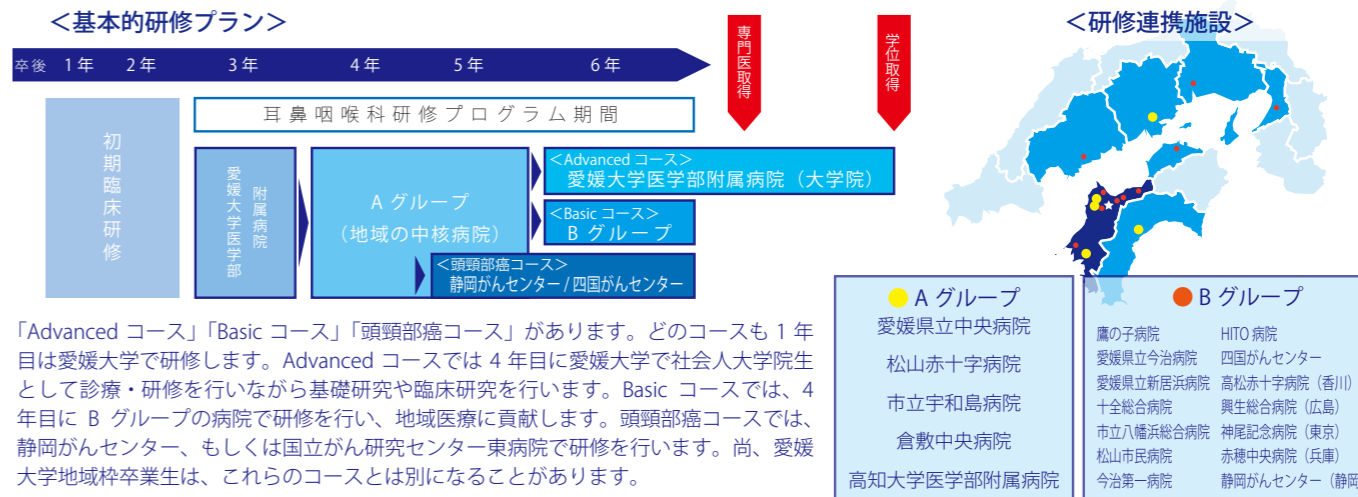 ＜基本的研修プラン＞
卒後 1年 2年 3年 4年 5年 6年
専門医取得
学位取得
耳鼻咽喉科研修プログラム期間
初期臨床研修
愛媛大学医学部
附属病院
A グループ
（地域の中核病院）
＜Advanced コース＞
愛媛大学医学部附属病院（大学院）
＜Basic コース＞
B グループ
＜頭頸部癌コース＞
静岡がんセンター / 四国がんセンター
「Advanced コース」「Basic コース」「頭頸部癌コース」があります。どのコースも 1 年
目は愛媛大学で研修します。Advanced コースでは 4 年目に愛媛大学で社会人大学院生
として診療・研修を行いながら基礎研究や臨床研究を行います。Basic コースでは、4
年目に B グループの病院で研修を行い、地域医療に貢献します。頭頸部癌コースでは、
静岡がんセンター、もしくは国立がん研究センター東病院で研修を行います。尚、愛媛
大学地域枠卒業生は、これらのコースとは別になることがあります。
＜研修連携施設＞
A グループ
愛媛県立中央病院
松山赤十字病院
市立宇和島病院
倉敷中央病院
高知大学医学部附属病院
B グループ
鷹の子病院 HITO 病院
愛媛県立今治病院 四国がんセンター
愛媛県立新居浜病院 高松赤十字病院（香川）
十全総合病院 興生総合病院（広島）
市立八幡浜総合病院 神尾記念病院（東京）
松山市民病院 赤穂中央病院（兵庫）
今治第一病院 静岡がんセンター（静岡